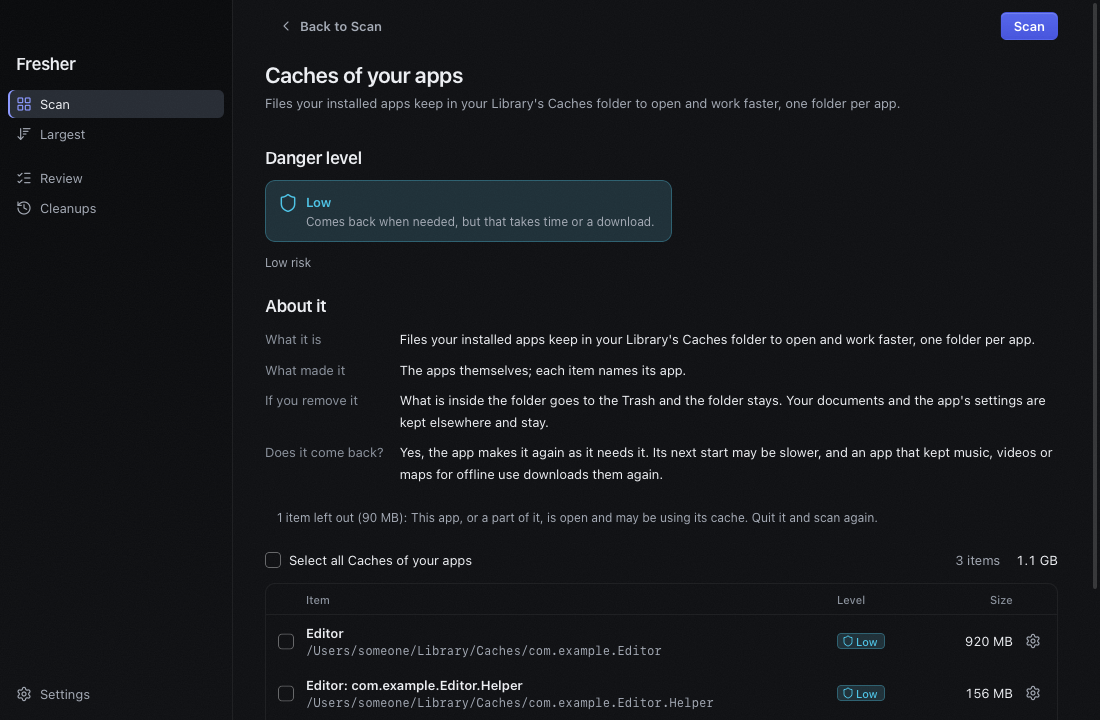 Back to Scan
Scan
Fresher
Scan
Largest
Review
Cleanups
Settings
Caches of your apps
Files your installed apps keep in your Library's Caches folder to open and work faster, one folder per app.
Danger level
Low
Comes back when needed, but that takes time or a download.
Low risk
About it
What it is
Files your installed apps keep in your Library's Caches folder to open and work faster, one folder per app.
What made it
The apps themselves; each item names its app.
If you remove it
What is inside the folder goes to the Trash and the folder stays. Your documents and the app's settings are
kept elsewhere and stay.
Does it come back?
Yes, the app makes it again as it needs it. Its next start may be slower, and an app that kept music, videos or
maps for offline use downloads them again.
1 item left out (90 MB): This app, or a part of it, is open and may be using its cache. Quit it and scan again.
Select all Caches of your apps
3 items 1.1 GB
Item Level Size
Editor
/Users/someone/Library/Caches/com.example.Editor
Low
920 MB
Editor: com.example.Editor.Helper
/Users/someone/Library/Caches/com.example.Editor.Helper
Low
156 MB